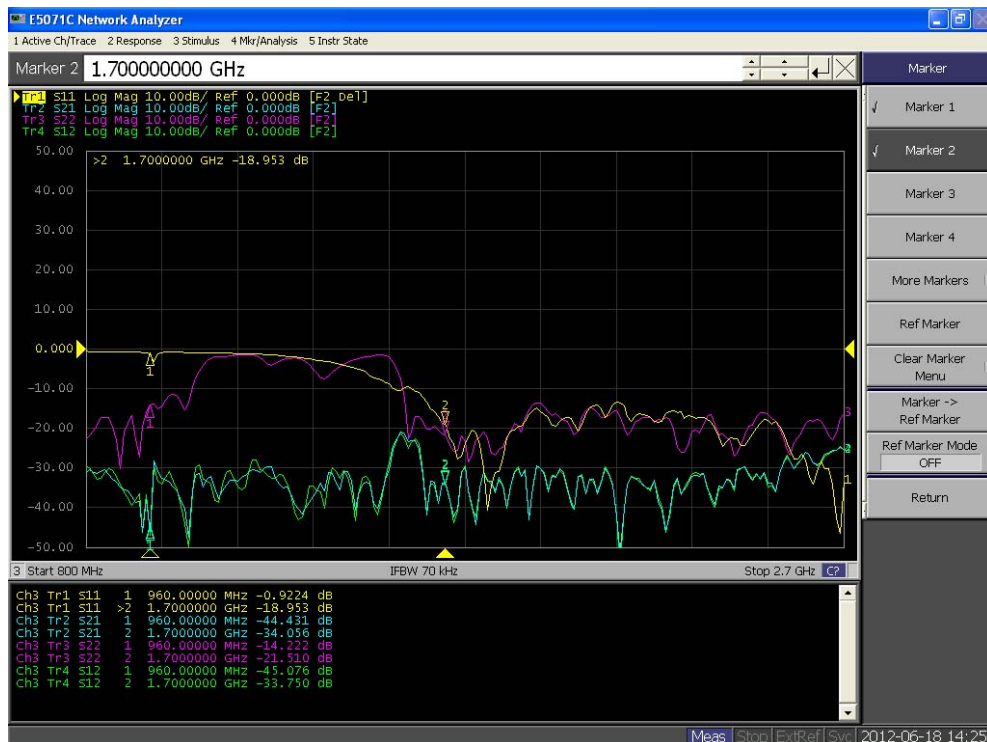 E5071C Network Analyzer
1 Active Ch/Trace 2 Response 3 Stimulus 4 Mkr/Analysis 5 Instr State
Marker 2 1.700000000 GHz
Tr1 S11 Log Mag 10.00dB/ Ref 0.000dB [F2 Del]
Tr2 S21 Log Mag 10.00dB/ Ref 0.000dB [F2]
Tr3 S22 Log Mag 10.00dB/ Ref 0.000dB [F2]
Tr4 S12 Log Mag 10.00dB/ Ref 0.000dB [F2]
>2 1.7000000 GHz -18.953 dB
50.00
40.00
30.00
20.00
10.00
0.000
-10.00
-20.00
-30.00
-40.00
-50.00
1
1
2
2
3
2
1
3 Start 800 MHz IFBW 70 kHz Stop 2.7 GHz C?
Ch3 Tr1 S11 1 960.00000 MHz -0.9224 dB
Ch3 Tr1 S11 >2 1.7000000 GHz -18.953 dB
Ch3 Tr2 S21 1 960.00000 MHz -44.431 dB
Ch3 Tr2 S21 2 1.7000000 GHz -34.056 dB
Ch3 Tr3 S22 1 960.00000 MHz -14.222 dB
Ch3 Tr3 S22 2 1.7000000 GHz -21.510 dB
Ch3 Tr4 S12 1 960.00000 MHz -45.076 dB
Ch3 Tr4 S12 2 1.7000000 GHz -33.750 dB
Marker
√ Marker 1
√ Marker 2
Marker 3
Marker 4
More Markers
Ref Marker
Clear Marker
Menu
Marker ->
Ref Marker
Ref Marker Mode
OFF
Return
Meas Stop ExtRef Svc 2012-06-18 14:25